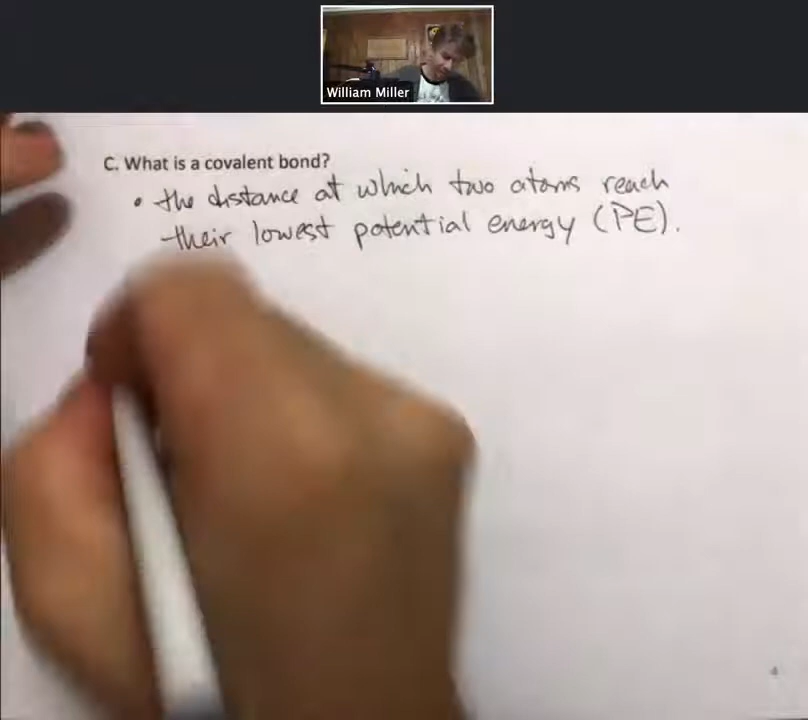 William Miller
C. What is a covalent bond?
• the distance at which two atoms reach
their lowest potential energy (PE).
4